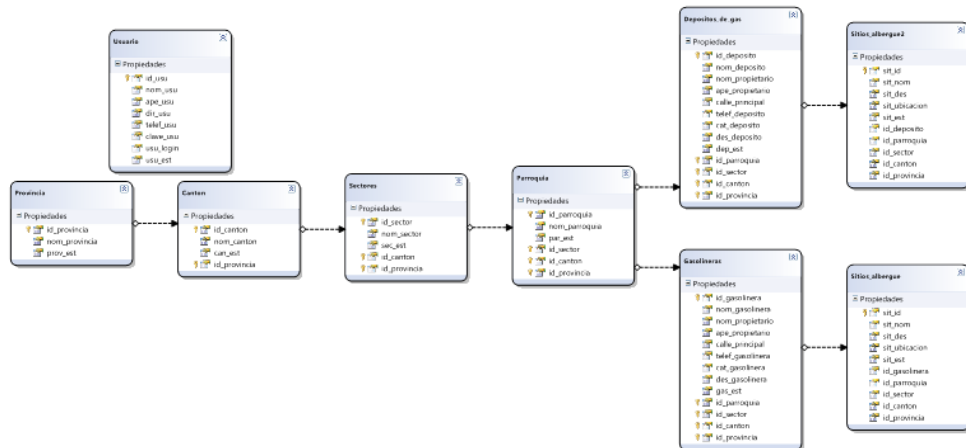 Usuario
Propiedades
id_usu
nom_usu
ape_usu
dir_usu
telef_usu
clave_usu
usu_login
usu_est
Provincia
Propiedades
id_provincia
nom_provincia
prov_est
Canton
Propiedades
id_canton
nom_canton
can_est
id_provincia
Sectores
Propiedades
id_sector
nom_sector
sec_est
id_canton
id_provincia
Parroquia
Propiedades
id_parroquia
nom_parroquia
par_est
id_sector
id_canton
id_provincia
Depositos_de_gas
Propiedades
id_deposito
nom_deposito
nom_propietario
ape_propietario
calle_principal
telef_deposito
cat_deposito
des_deposito
dep_est
id_parroquia
id_sector
id_canton
id_provincia
Sitios_albergue2
Propiedades
sit_id
sit_nom
sit_des
sit_ubicacion
sit_est
id_deposito
id_parroquia
id_sector
id_canton
id_provincia
Gasolineras
Propiedades
id_gasolinera
nom_gasolinera
nom_propietario
ape_propietario
calle_principal
telef_gasolinera
cat_gasolinera
des_gasolinera
gas_est
id_parroquia
id_sector
id_canton
id_provincia
Sitios_albergue
Propiedades
sit_id
sit_nom
sit_des
sit_ubicacion
sit_est
id_gasolinera
id_parroquia
id_sector
id_canton
id_provincia